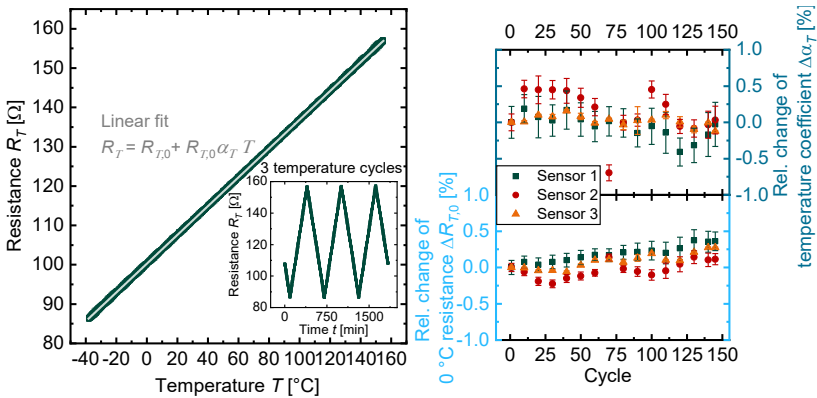 160
150
140
130
120
110
100
90
80
Resistance R_T [Ω]
-40 -20 0 20 40 60 80 100 120 140 160
Temperature T [°C]
Linear fit
R_T = R_T,0 + R_T,0 α_T T
3 temperature cycles
160
140
120
100
80
Resistance R_T [Ω]
0 750 1500
Time t [min]
0 25 50 75 100 125 150
1.0
0.5
0.0
-0.5
-1.0
Rel. change of
temperature coefficient Δα_T [%]
Sensor 1
Sensor 2
Sensor 3
1.0
0.5
0.0
-0.5
-1.0
Rel. change of
0 °C resistance ΔR_T,0 [%]
0 25 50 75 100 125 150
Cycle